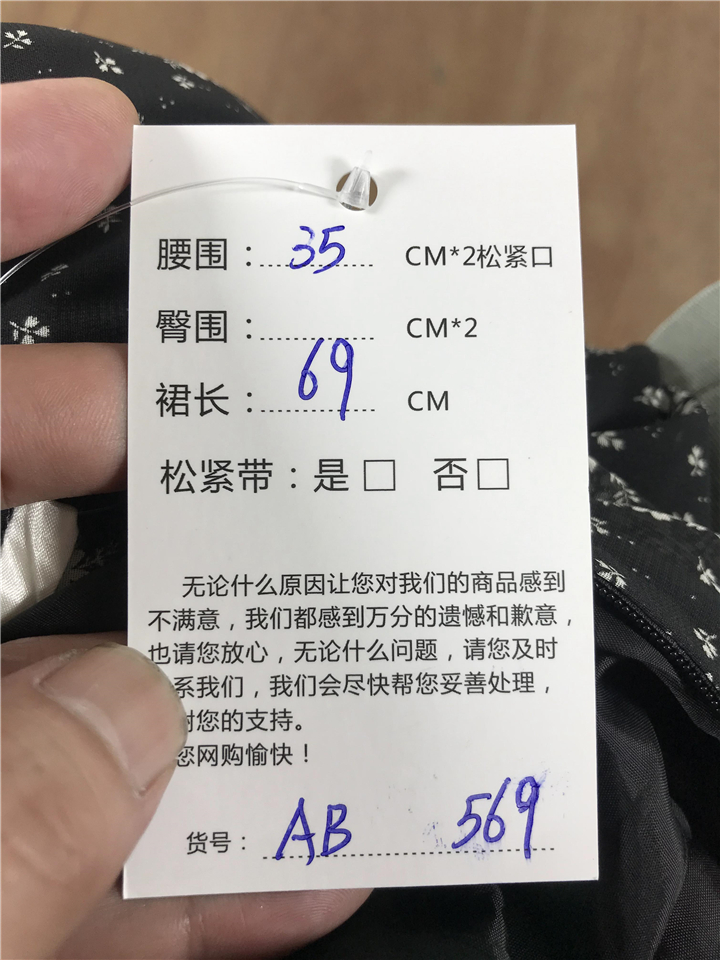 腰围：35 CM*2松紧口
臀围： CM*2
裙长：69 CM
松紧带：是□ 否□
无论什么原因让您对我们的商品感到
不满意，我们都感到万分的遗憾和歉意，
也请您放心，无论什么问题，请您及时
系我们，我们会尽快帮您妥善处理，
谢您的支持。
您网购愉快！
货号：AB 569